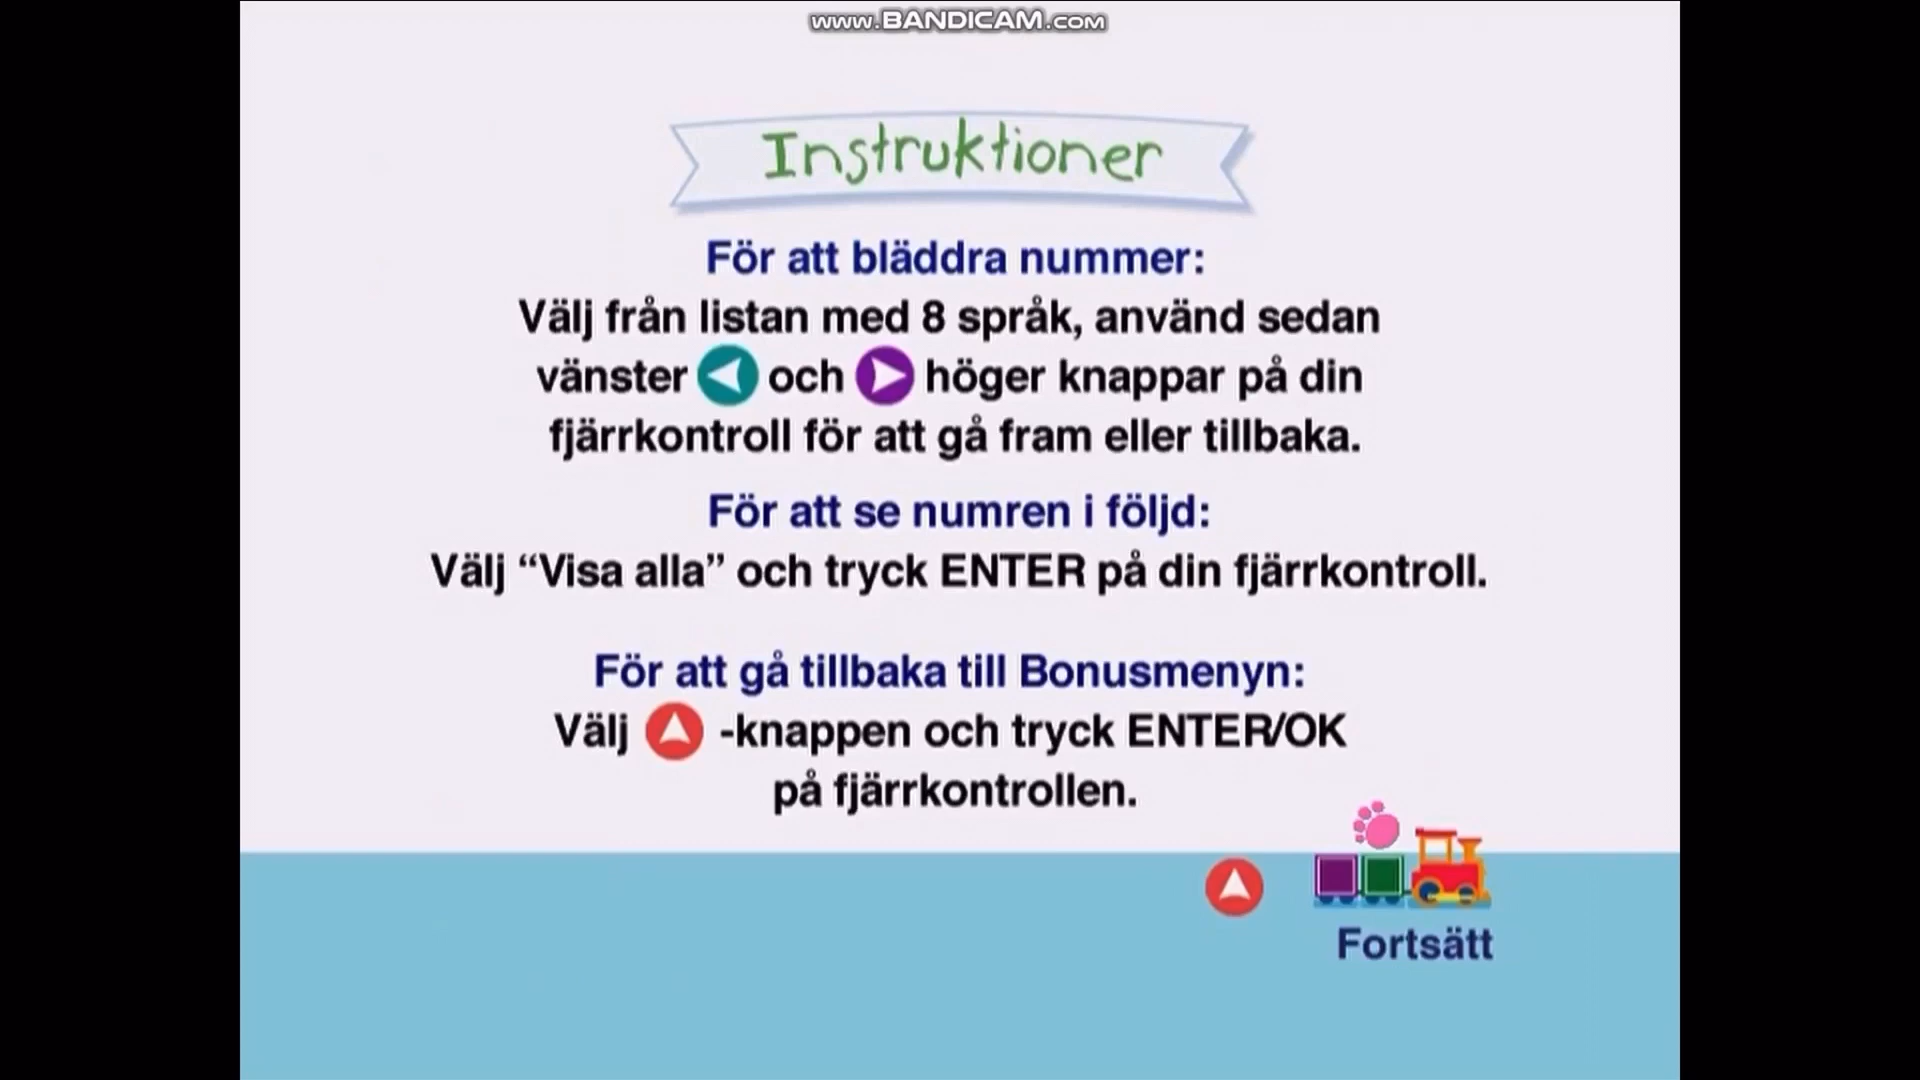 www.BANDICAM.com
Instruktioner
För att bläddra nummer:
Välj från listan med 8 språk, använd sedan
vänster och höger knappar på din
fjärrkontroll för att gå fram eller tillbaka.
För att se numren i följd:
Välj “Visa alla” och tryck ENTER på din fjärrkontroll.
För att gå tillbaka till Bonusmenyn:
Välj -knappen och tryck ENTER/OK
på fjärrkontrollen.
Fortsätt